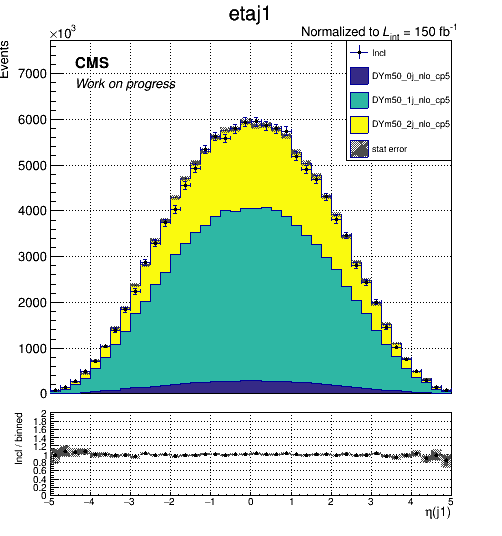 etaj1
×10³
Normalized to L_int = 150 fb⁻¹
Events
CMS
Work on progress
Incl
DYm50_0j_nlo_cp5
DYm50_1j_nlo_cp5
DYm50_2j_nlo_cp5
stat error
7000
6000
5000
4000
3000
2000
1000
0
Incl / binned
2
1.8
1.6
1.4
1.2
1
0.8
0.6
0.4
0.2
0
−5 −4 −3 −2 −1 0 1 2 3 4 5
η(j1)